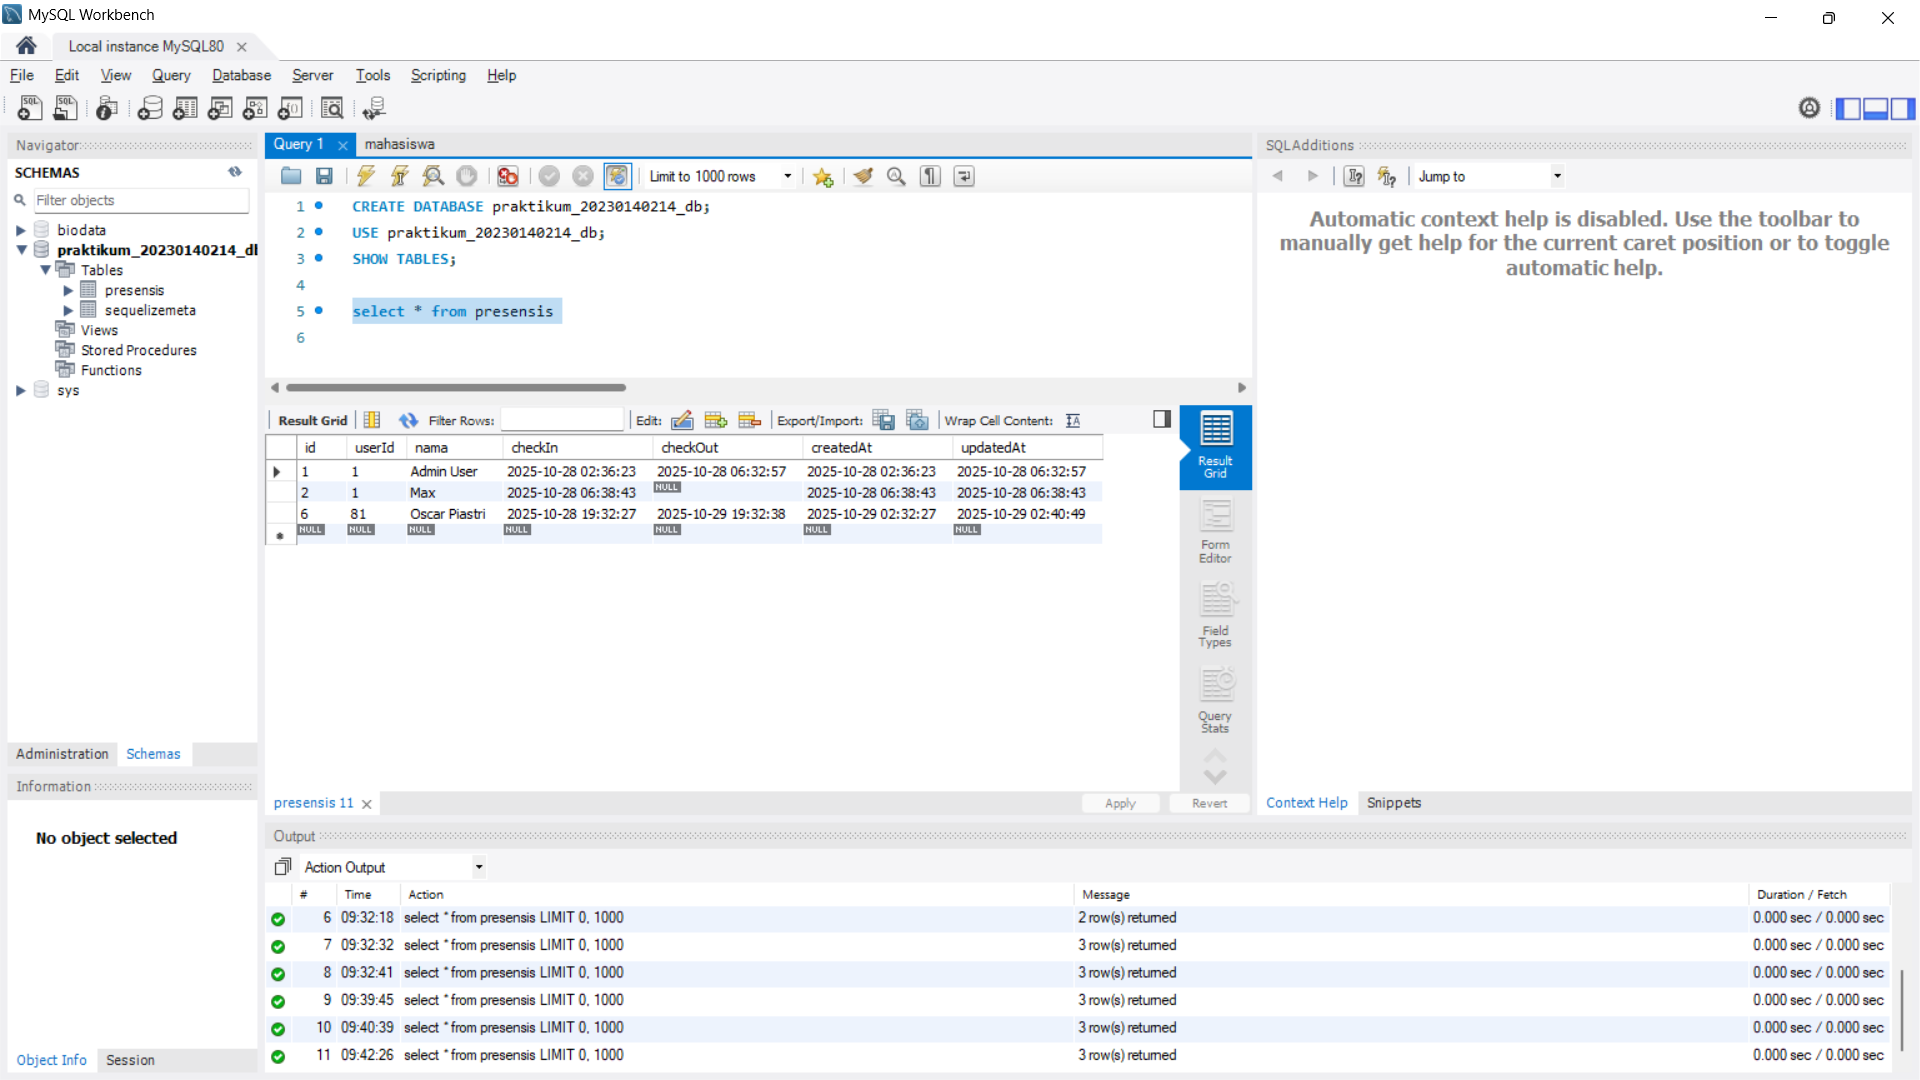 MySQL Workbench
Local instance MySQL80
File Edit View Query Database Server Tools Scripting Help
Navigator
SCHEMAS
Filter objects
biodata
praktikum_20230140214_d
Tables
presensis
sequelizemeta
Views
Stored Procedures
Functions
sys
Administration Schemas
Information
No object selected
Object Info Session
Query 1 mahasiswa
Limit to 1000 rows
1 CREATE DATABASE praktikum_20230140214_db;
2 USE praktikum_20230140214_db;
3 SHOW TABLES;
4
5 select * from presensis
6
Result Grid Filter Rows: Edit: Export/Import: Wrap Cell Content:
id userId nama checkIn checkOut createdAt updatedAt
1 1 Admin User 2025-10-28 02:36:23 2025-10-28 06:32:57 2025-10-28 02:36:23 2025-10-28 06:32:57
2 1 Max 2025-10-28 06:38:43 NULL 2025-10-28 06:38:43 2025-10-28 06:38:43
6 81 Oscar Piastri 2025-10-28 19:32:27 2025-10-29 19:32:38 2025-10-29 02:32:27 2025-10-29 02:40:49
NULL NULL NULL NULL NULL NULL NULL
Result
Grid
Form
Editor
Field
Types
Query
Stats
presensis 11
Apply Revert
SQLAdditions
Jump to
Automatic context help is disabled. Use the toolbar to
manually get help for the current caret position or to toggle
automatic help.
Context Help Snippets
Output
Action Output
# Time Action Message Duration / Fetch
6 09:32:18 select * from presensis LIMIT 0, 1000 2 row(s) returned 0.000 sec / 0.000 sec
7 09:32:32 select * from presensis LIMIT 0, 1000 3 row(s) returned 0.000 sec / 0.000 sec
8 09:32:41 select * from presensis LIMIT 0, 1000 3 row(s) returned 0.000 sec / 0.000 sec
9 09:39:45 select * from presensis LIMIT 0, 1000 3 row(s) returned 0.000 sec / 0.000 sec
10 09:40:39 select * from presensis LIMIT 0, 1000 3 row(s) returned 0.000 sec / 0.000 sec
11 09:42:26 select * from presensis LIMIT 0, 1000 3 row(s) returned 0.000 sec / 0.000 sec